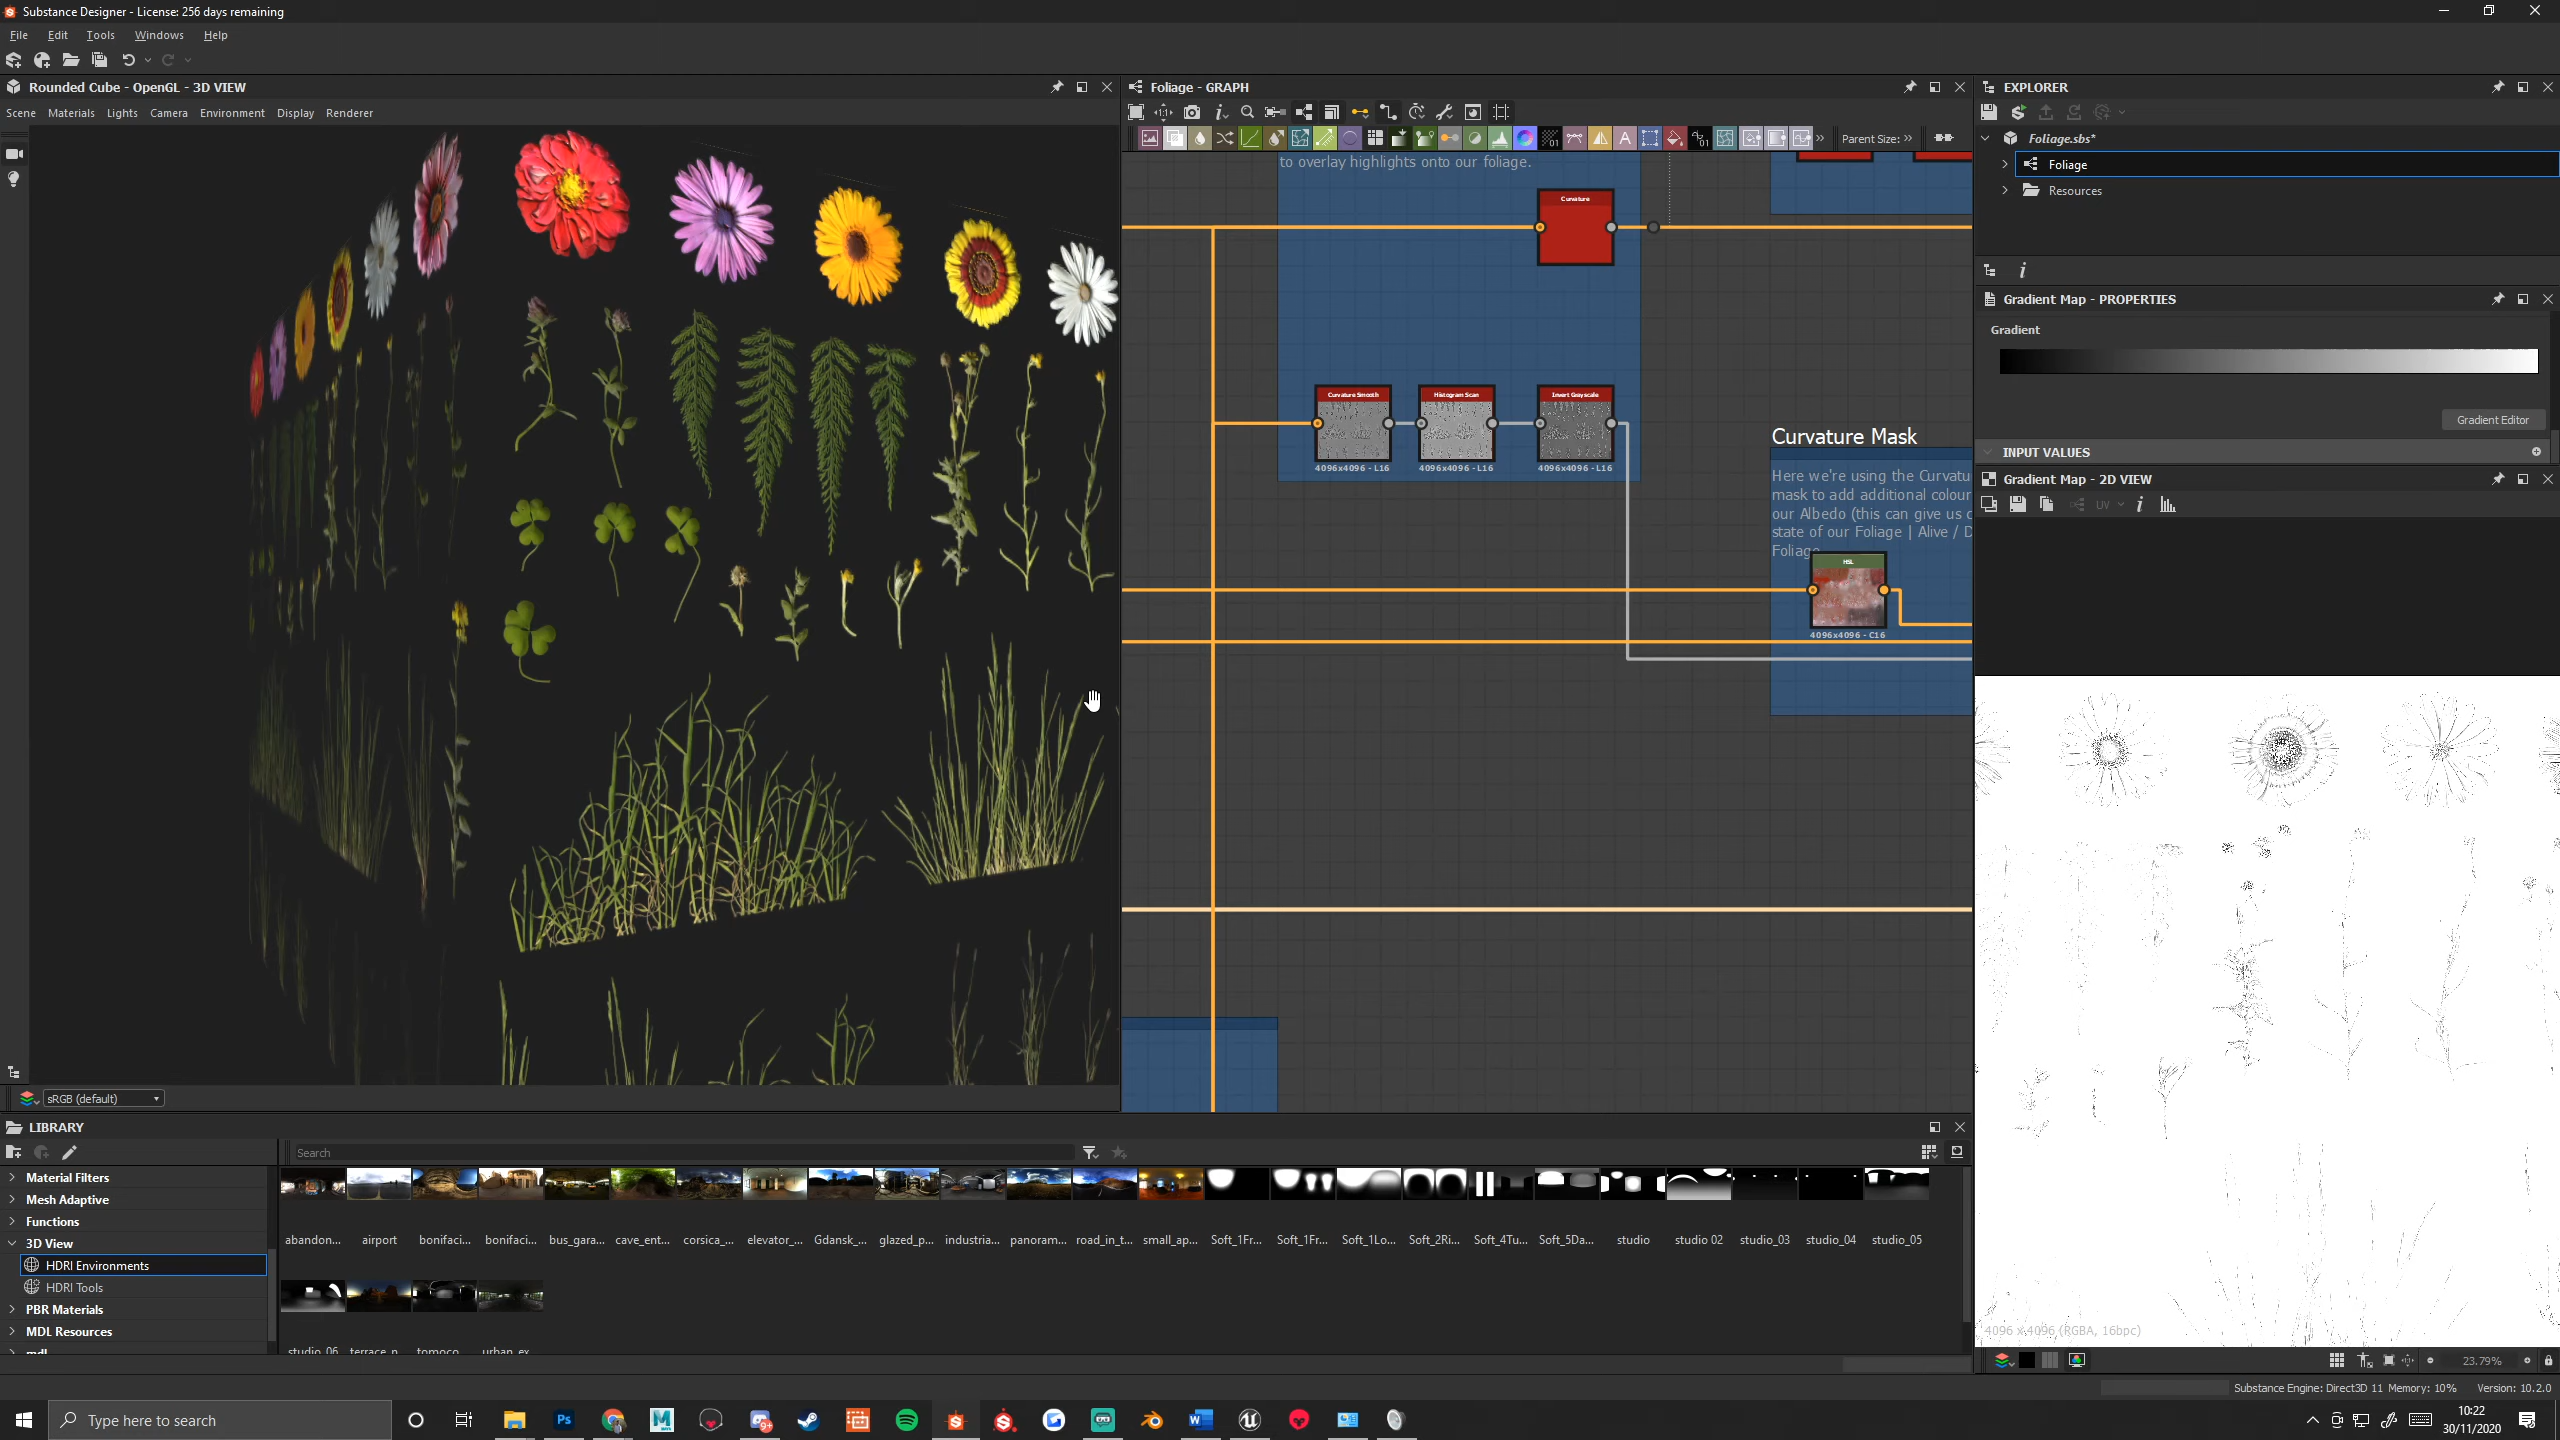 Substance Designer - License: 256 days remaining
File Edit Tools Windows Help
Rounded Cube - OpenGL - 3D VIEW
Scene Materials Lights Camera Environment Display Renderer
sRGB (default)
Foliage - GRAPH
Parent Size: »
to overlay highlights onto our foliage.
Curvature
Curvature Smooth
4096x4096 - L16
Histogram Scan
4096x4096 - L16
Invert Grayscale
4096x4096 - L16
Curvature Mask
Here we're using the Curvatu
mask to add additional colour
our Albedo (this can give us c
state of our Foliage | Alive / D
Foliage
HSL
4096x4096 - C16
EXPLORER
Foliage.sbs*
Foliage
Resources
Gradient Map - PROPERTIES
Gradient
Gradient Editor
INPUT VALUES
Gradient Map - 2D VIEW
UV
4096 x 4096 (RGBA, 16bpc)
23.79%
LIBRARY
Search
Material Filters
Mesh Adaptive
Functions
3D View
HDRI Environments
HDRI Tools
PBR Materials
MDL Resources
mdl
abandon... airport bonifaci... bonifaci... bus_gara... cave_ent... corsica_... elevator_... Gdansk_... glazed_p... industria... panoram... road_in_t... small_ap... Soft_1Fr... Soft_1Fr... Soft_1Lo... Soft_2Ri... Soft_4Tu... Soft_5Da... studio studio 02 studio_03 studio_04 studio_05
studio 06 terrace n tomoco urban ex
Substance Engine: Direct3D 11 Memory: 10% Version: 10.2.0
Type here to search
10:22
30/11/2020